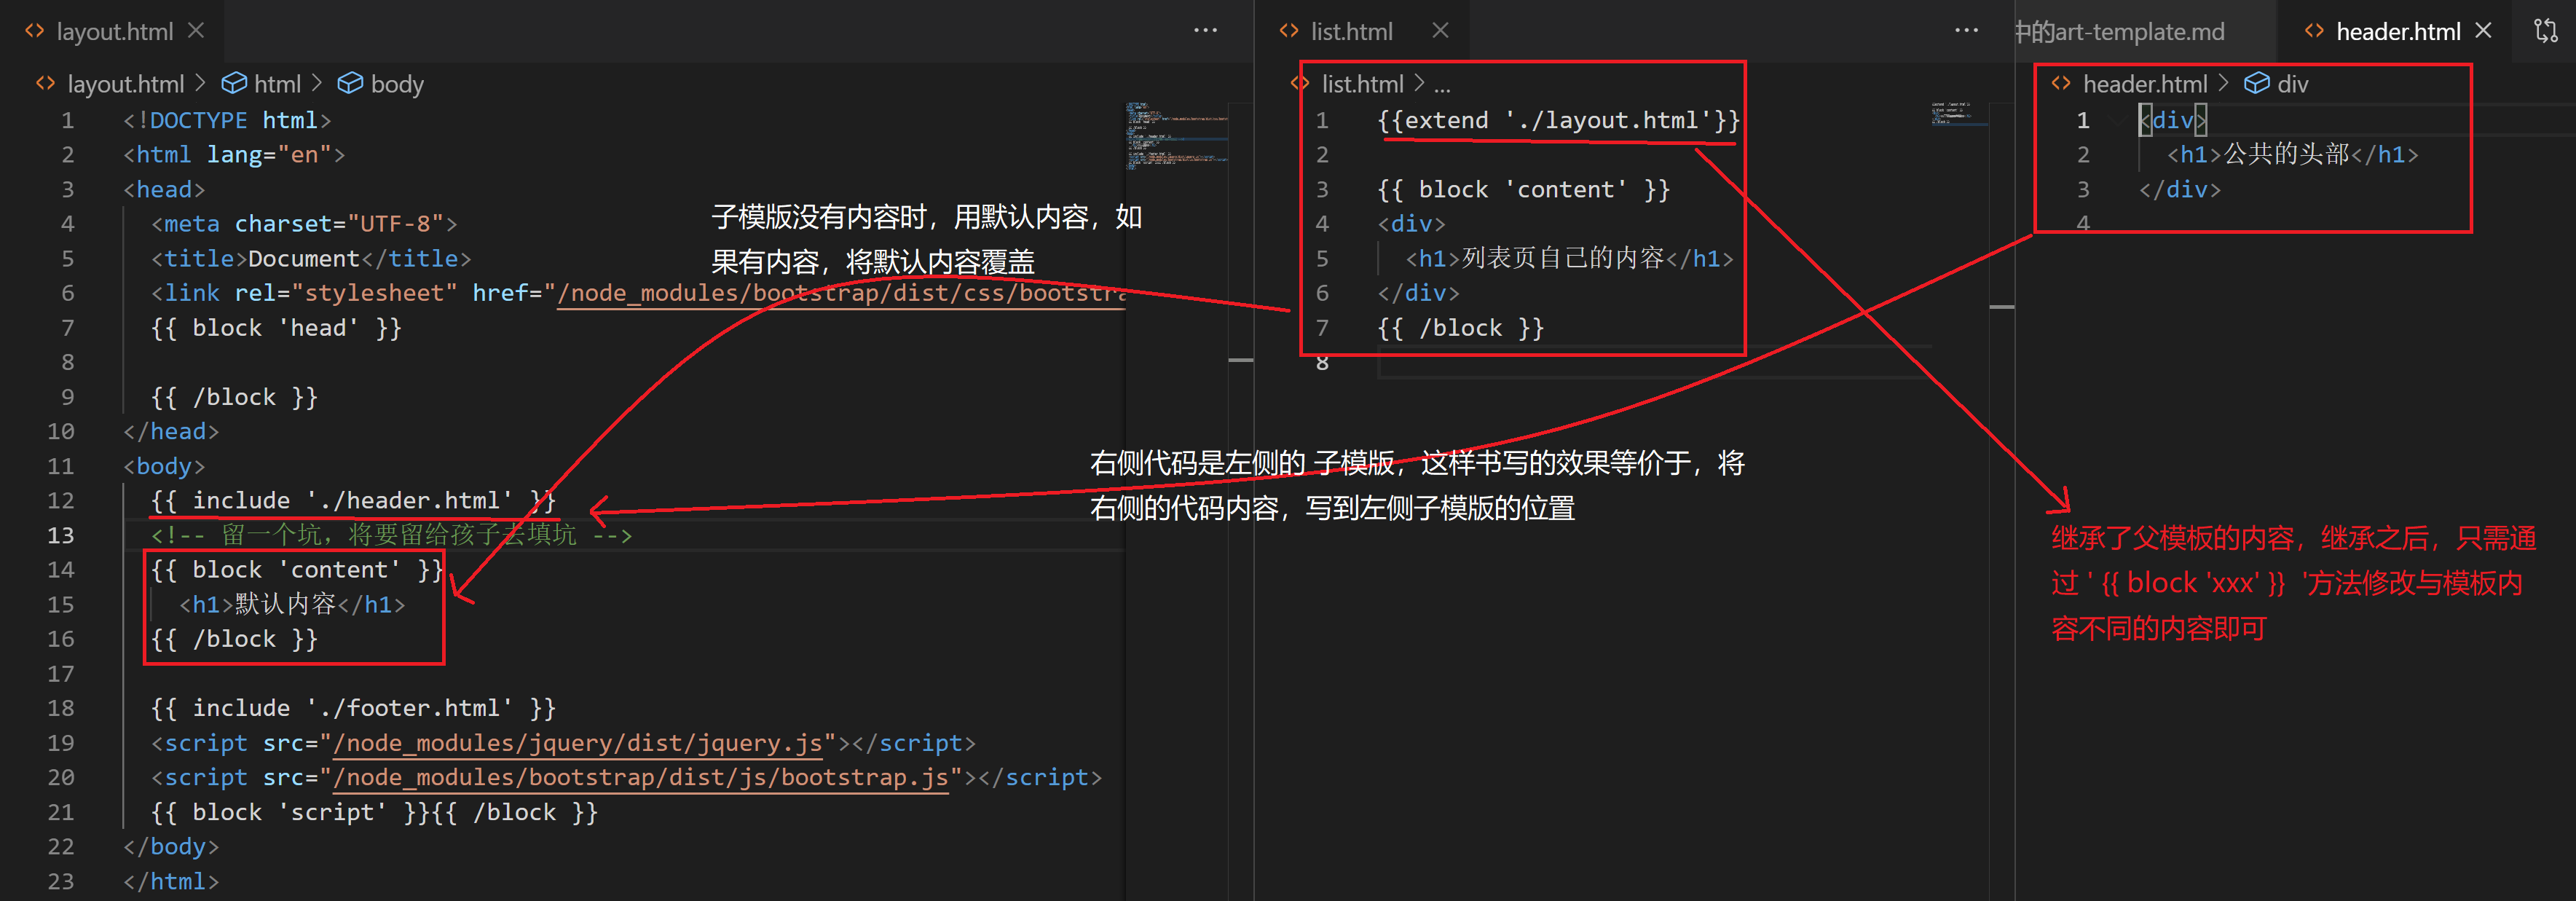 layout.html
layout.html > html > body
1 <!DOCTYPE html>
2 <html lang="en">
3 <head>
4 <meta charset="UTF-8">
5 <title>Document</title>
6 <link rel="stylesheet" href="/node_modules/bootstrap/dist/css/bootstra
7 {{ block 'head' }}
8
9 {{ /block }}
10 </head>
11 <body>
12 {{ include './header.html' }}
13 <!-- 留一个坑，将要留给孩子去填坑 -->
14 {{ block 'content' }}
15 <h1>默认内容</h1>
16 {{ /block }}
17
18 {{ include './footer.html' }}
19 <script src="/node_modules/jquery/dist/jquery.js"></script>
20 <script src="/node_modules/bootstrap/dist/js/bootstrap.js"></script>
21 {{ block 'script' }}{{ /block }}
22 </body>
23 </html>
子模版没有内容时，用默认内容，如
果有内容，将默认内容覆盖
list.html
list.html > ...
1 {{extend './layout.html'}}
2
3 {{ block 'content' }}
4 <div>
5 <h1>列表页自己的内容</h1>
6 </div>
7 {{ /block }}
8
右侧代码是左侧的 子模版，这样书写的效果等价于，将
右侧的代码内容，写到左侧子模版的位置
中的art-template.md
header.html
header.html > div
1 <div>
2 <h1>公共的头部</h1>
3 </div>
4
继承了父模板的内容，继承之后，只需通
过 ' {{ block 'xxx' }} '方法修改与模板内
容不同的内容即可